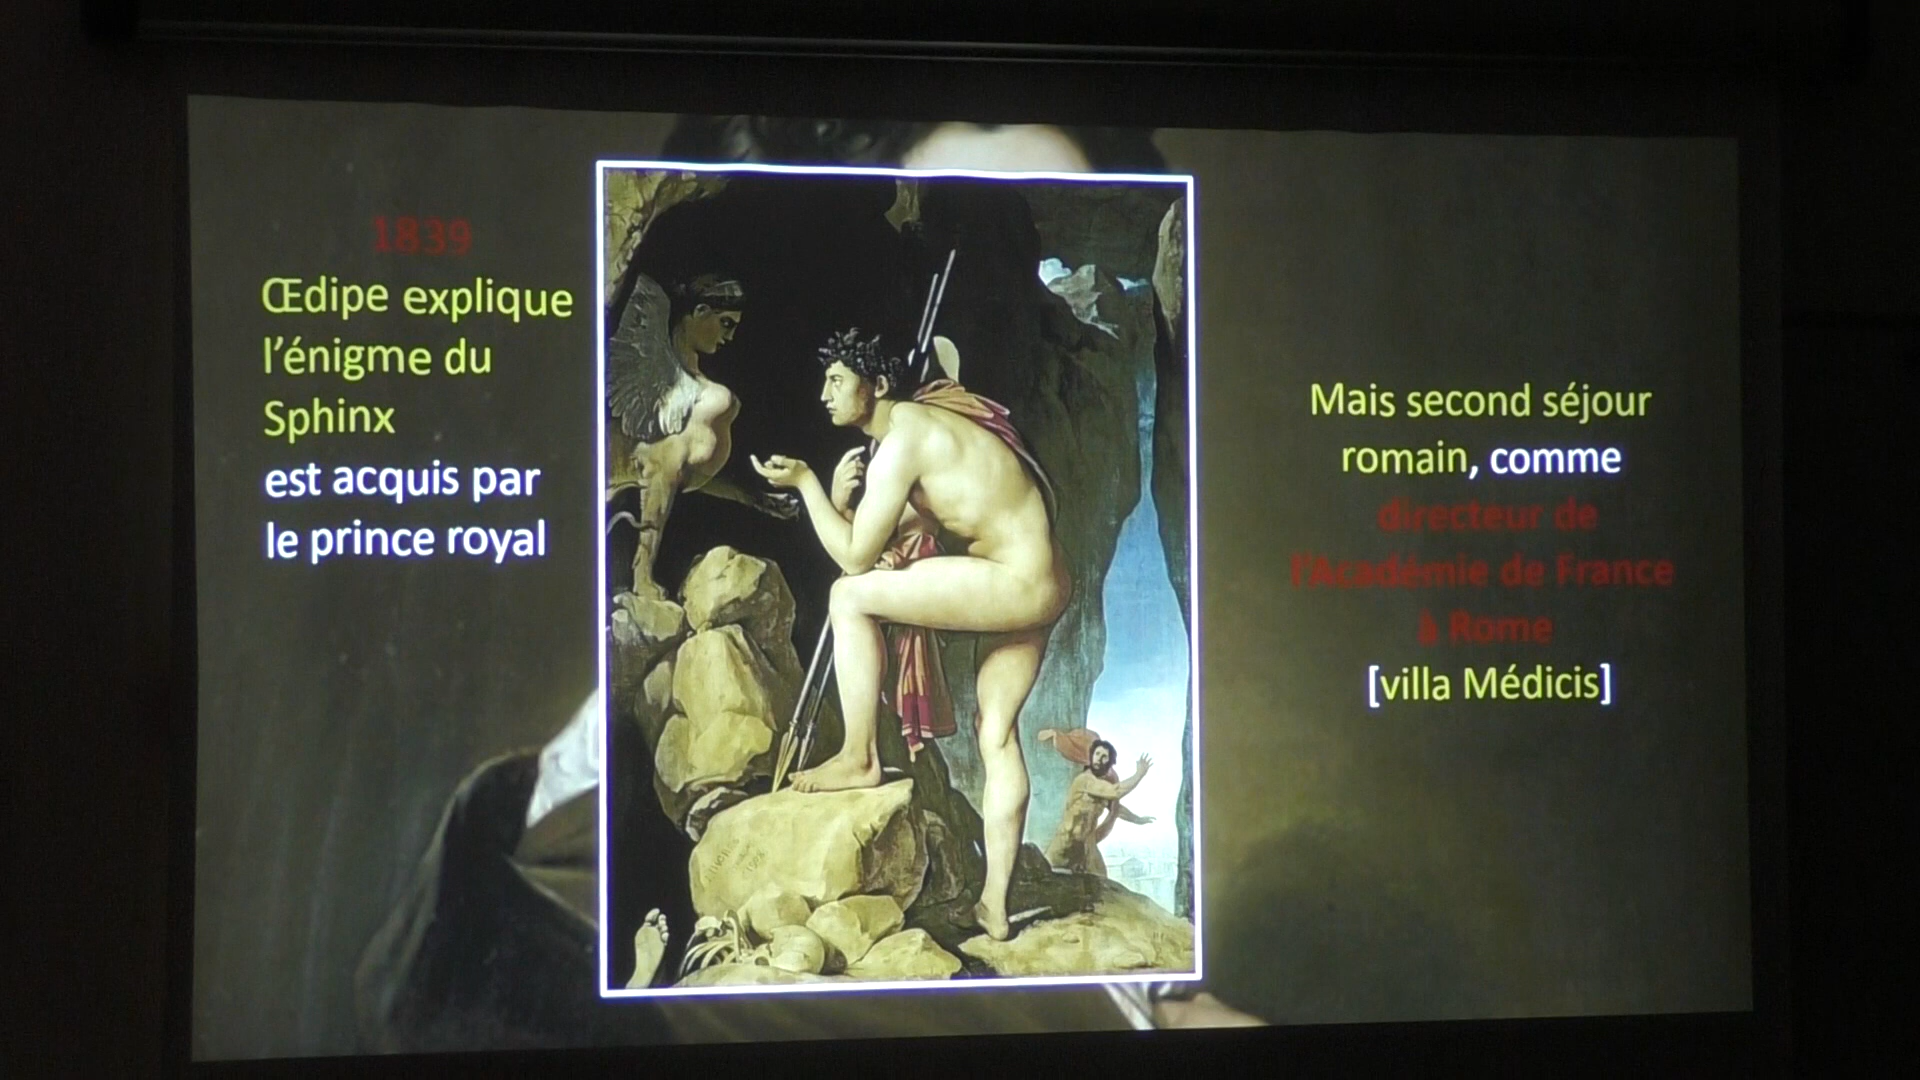 1839
Œdipe explique
l'énigme du
Sphinx
est acquis par
le prince royal
Mais second séjour
romain, comme
directeur de
l'Académie de France
à Rome
[villa Médicis]